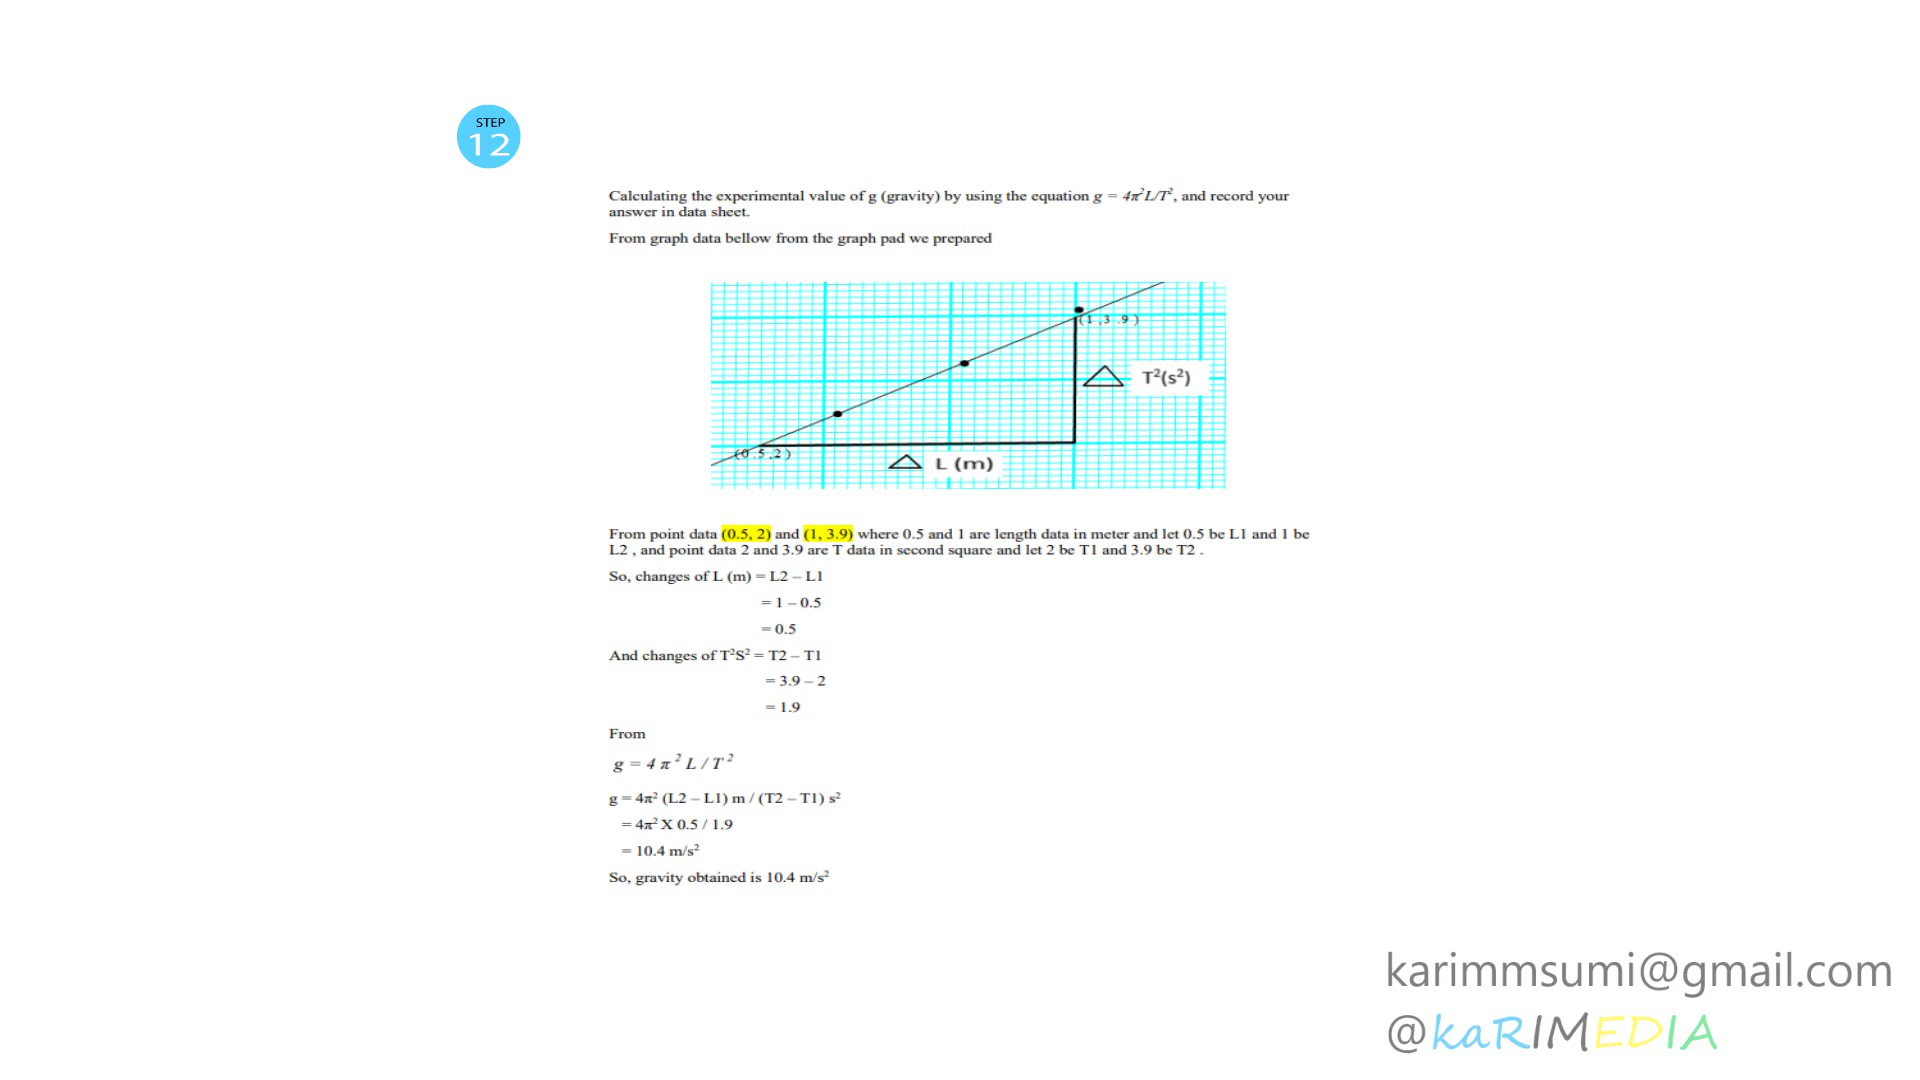 STEP
12
Calculating the experimental value of g (gravity) by using the equation g = 4π²L/T², and record your
answer in data sheet.
From graph data bellow from the graph pad we prepared
(1 ,3 .9 )
T²(s²)
(0 .5 ,2 )
L (m)
From point data (0.5, 2) and (1, 3.9) where 0.5 and 1 are length data in meter and let 0.5 be L1 and 1 be
L2 , and point data 2 and 3.9 are T data in second square and let 2 be T1 and 3.9 be T2 .
So, changes of L (m) = L2 – L1
= 1 – 0.5
= 0.5
And changes of T²S² = T2 – T1
= 3.9 – 2
= 1.9
From
g = 4 π ² L / T ²
g = 4π² (L2 – L1) m / (T2 – T1) s²
= 4π² X 0.5 / 1.9
= 10.4 m/s²
So, gravity obtained is 10.4 m/s²
karimmsumi@gmail.com
@kaRIMEDIA